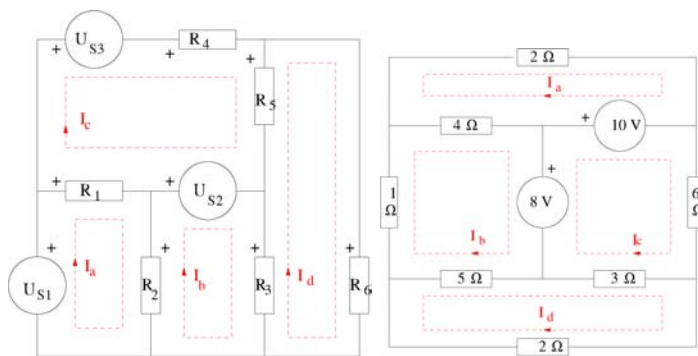 U_S3
R_4
+
+
+
R_5
I_c
+
+
R_1
U_S2
+
+
+
+
+
U_S1
I_a
R_2
I_b
R_3
I_d
R_6
2 Ω
I_a
4 Ω
+
10 V
+
1 Ω
8 V
6 Ω
I_b
I_c
5 Ω
3 Ω
I_d
2 Ω